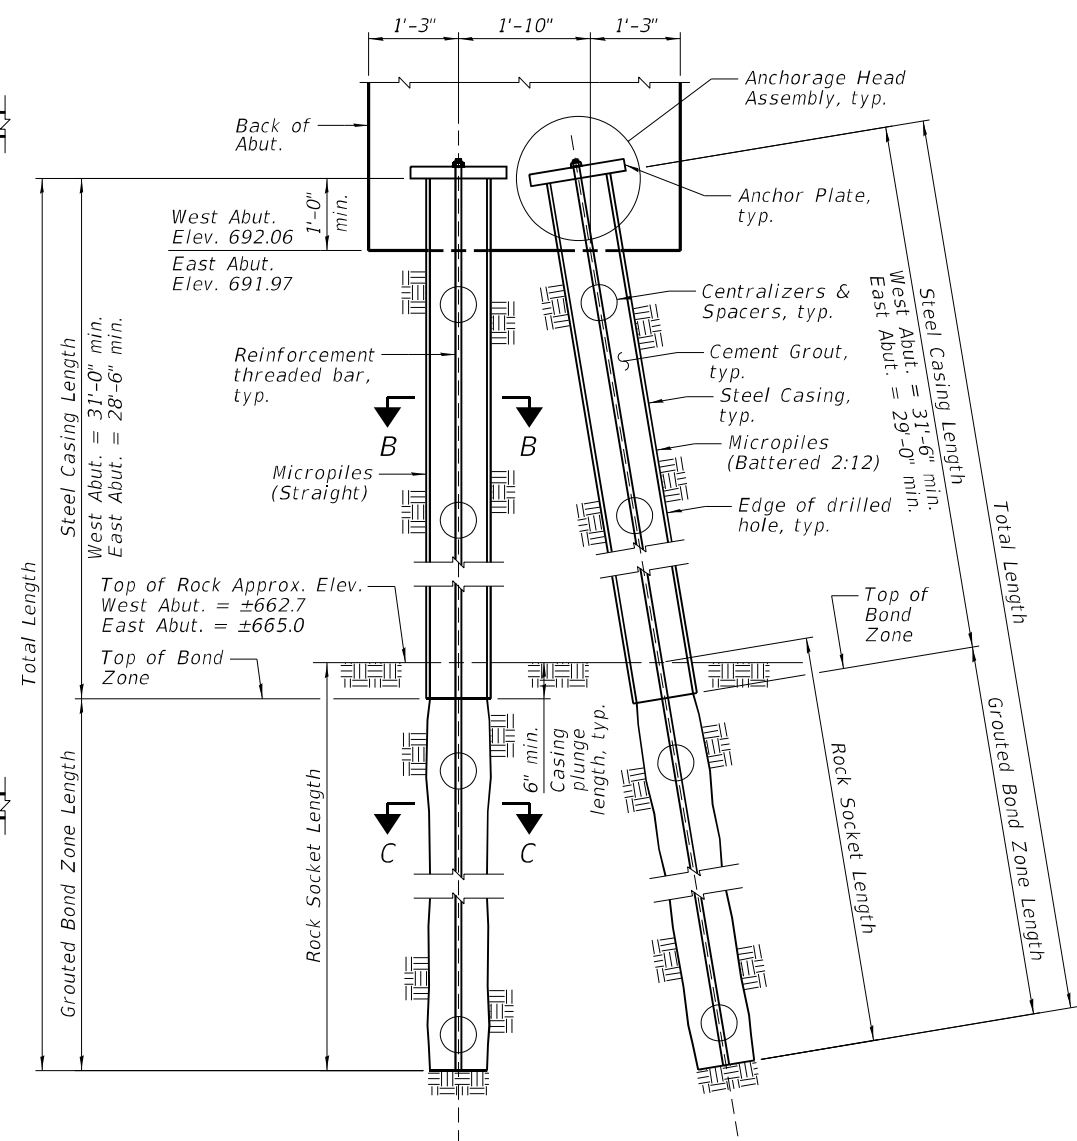 1'-3"
1'-10"
1'-3"
Anchorage Head
Assembly, typ.
Back of
Abut.
Anchor Plate,
typ.
1'-0"
min.
West Abut.
Elev. 692.06
East Abut.
Elev. 691.97
Centralizers &
Spacers, typ.
Reinforcement
threaded bar,
typ.
Cement Grout,
typ.
Steel Casing,
typ.
B
B
Micropiles
(Battered 2:12)
Micropiles
(Straight)
Edge of drilled
hole, typ.
Steel Casing Length
West Abut. = 31'-0" min.
East Abut. = 28'-6" min.
Steel Casing Length
West Abut. = 31'-6" min.
East Abut. = 29'-0" min.
Total Length
Total Length
Top of Rock Approx. Elev.
West Abut. = ±662.7
East Abut. = ±665.0
Top of Bond
Zone
Top of
Bond
Zone
6" min.
Casing
plunge
length, typ.
Grouted Bond Zone Length
Rock Socket Length
C
C
Rock Socket Length
Grouted Bond Zone Length